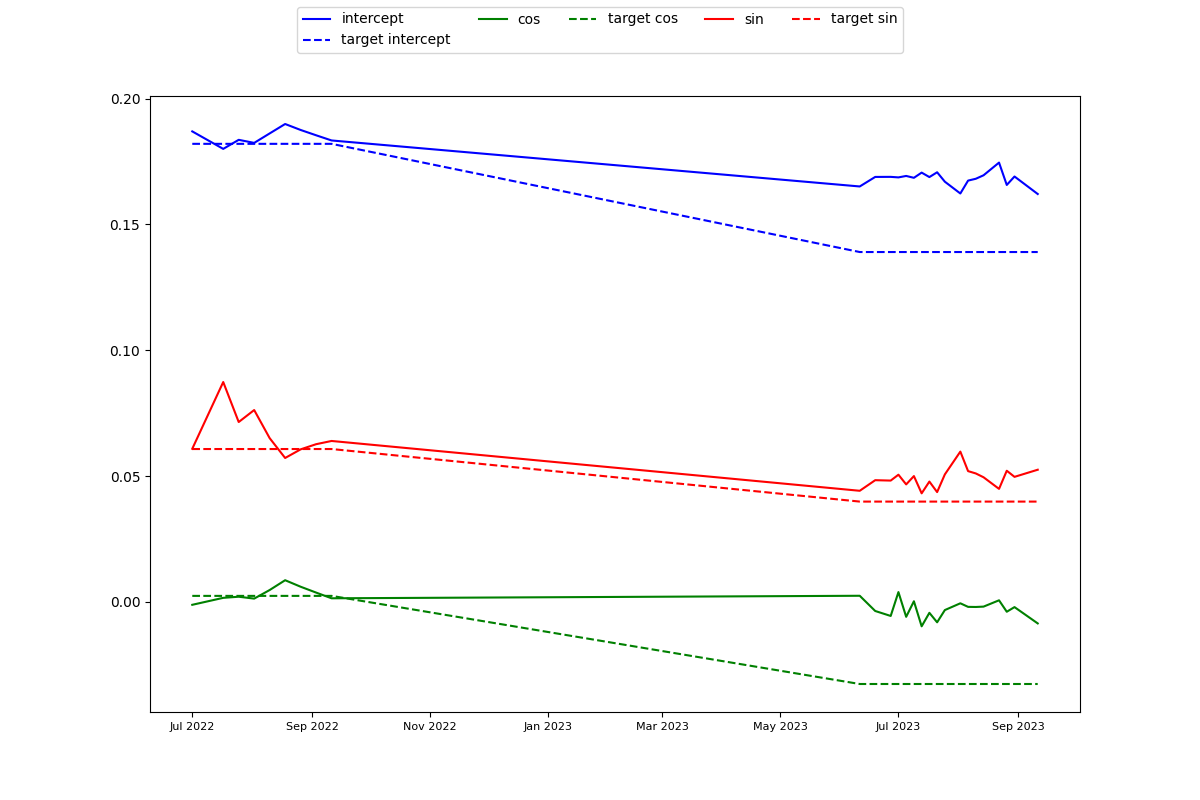 intercept cos target cos sin target sin
target intercept
0.20
0.15
0.10
0.05
0.00
Jul 2022 Sep 2022 Nov 2022 Jan 2023 Mar 2023 May 2023 Jul 2023 Sep 2023